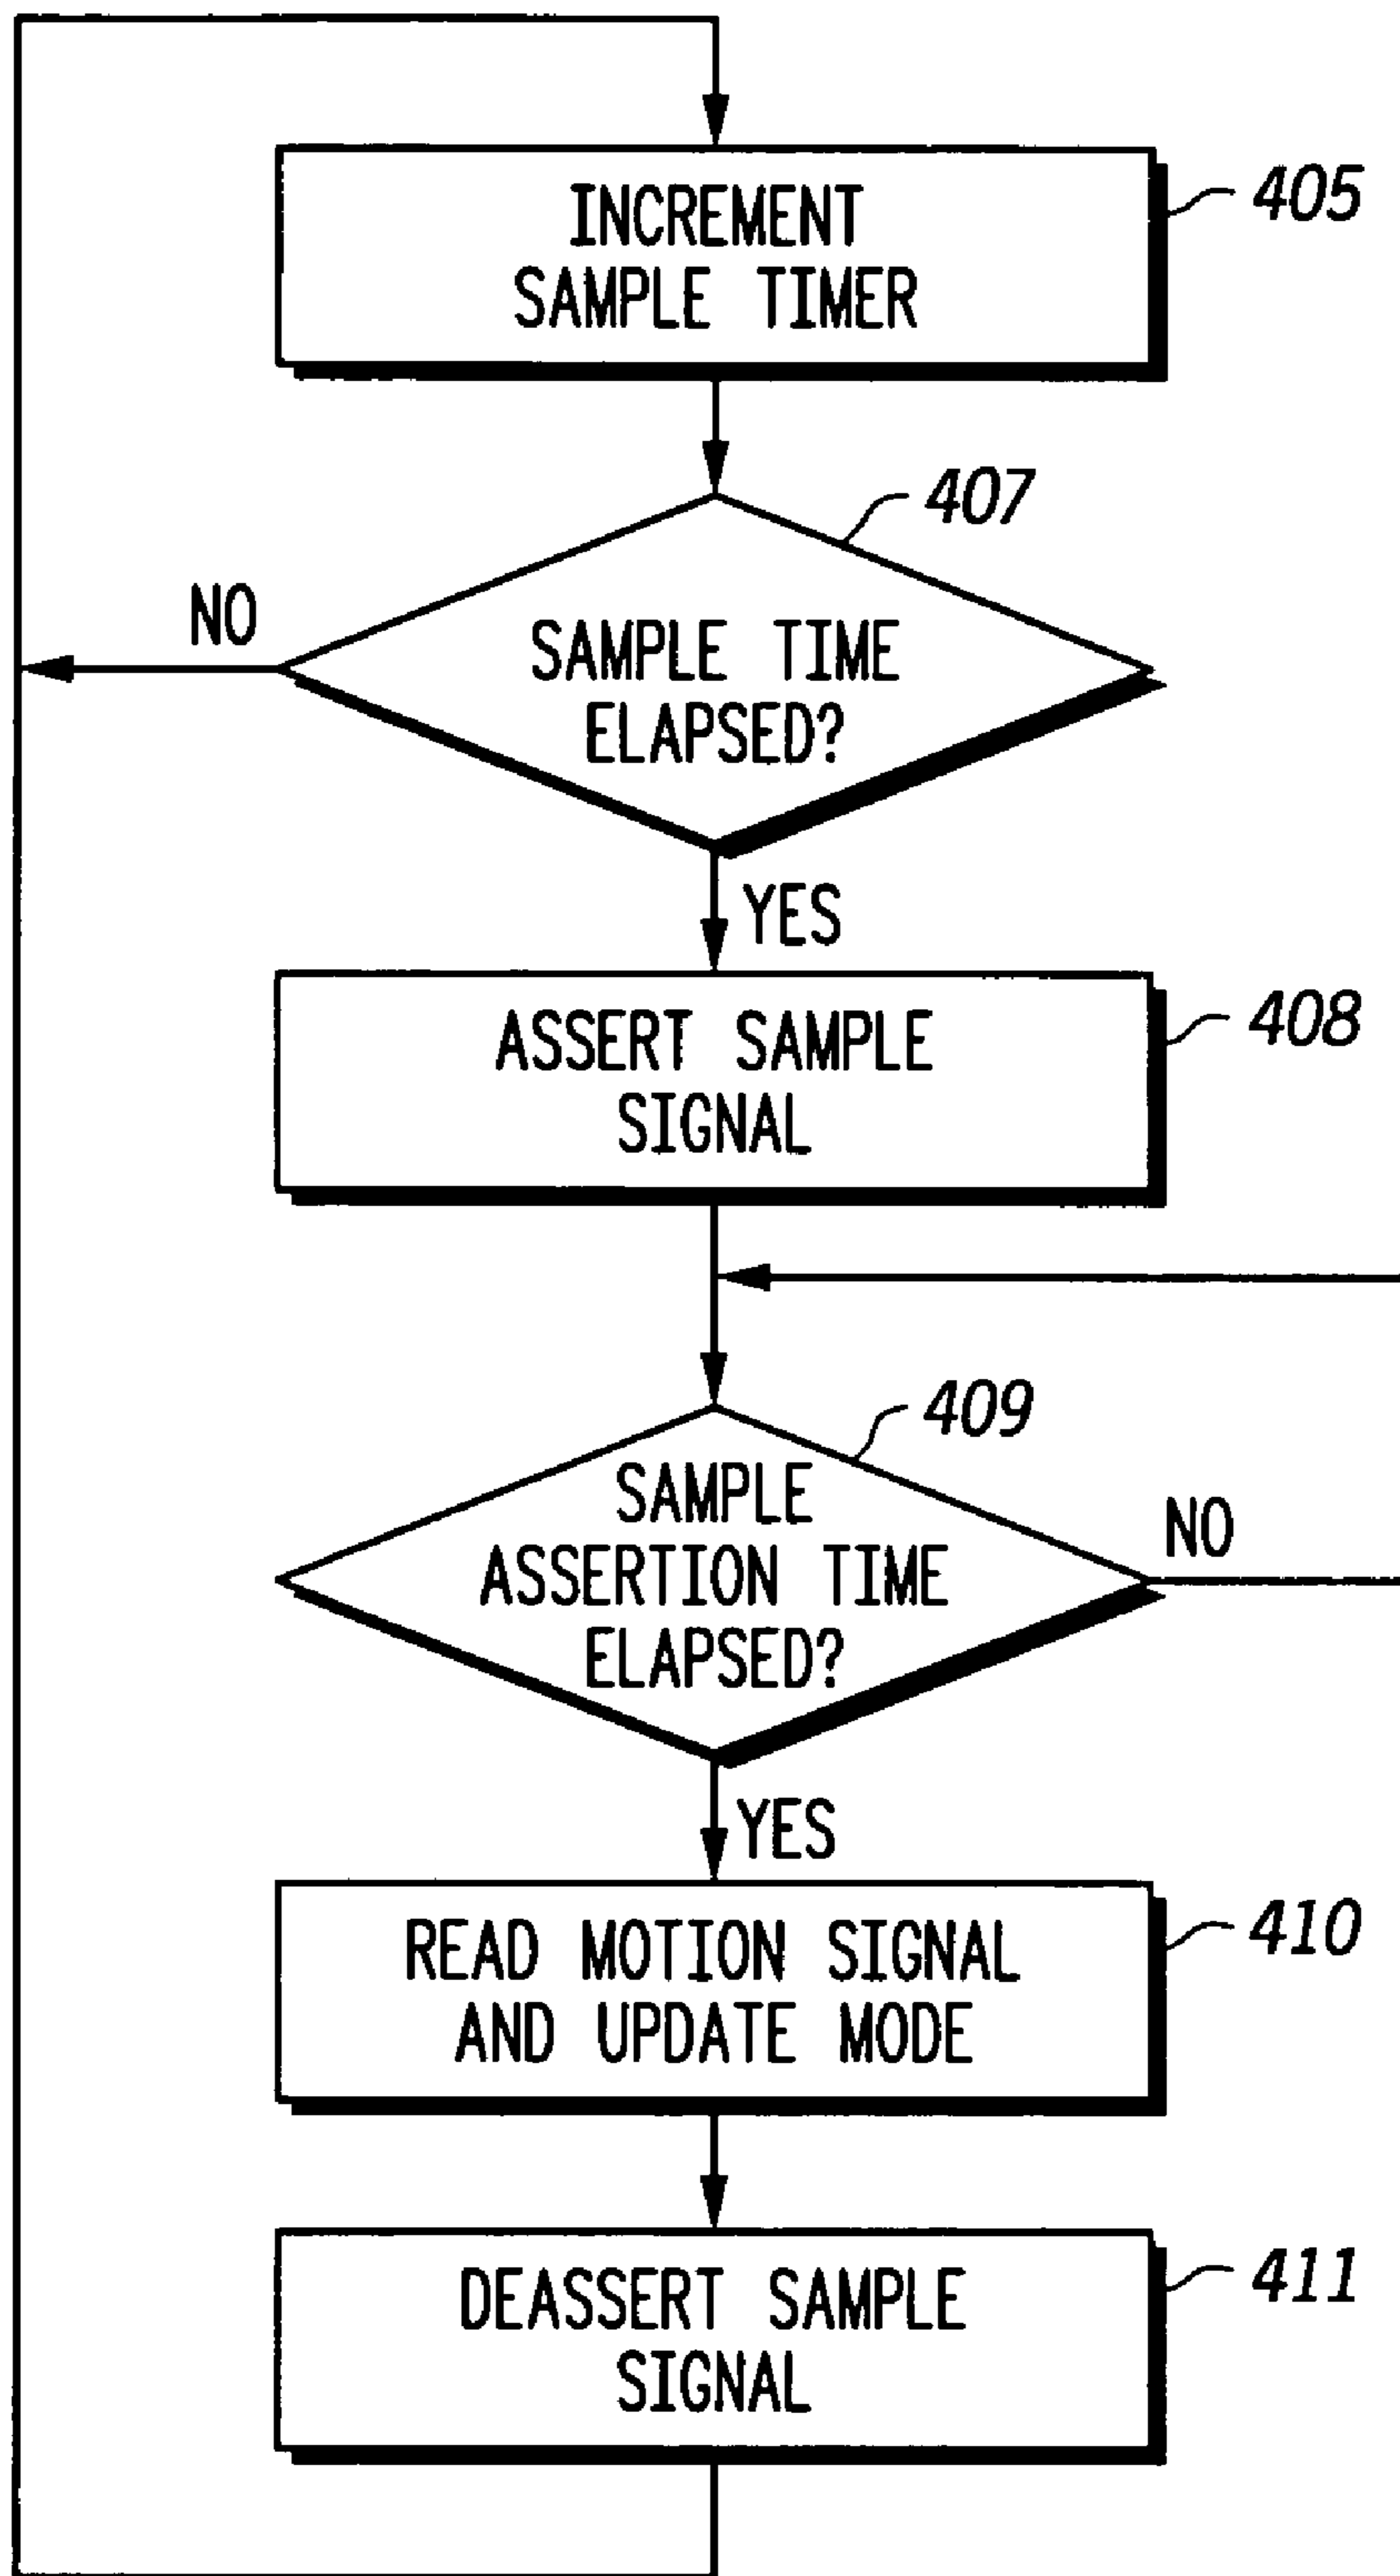 INCREMENT
SAMPLE TIMER
405
407
NO
SAMPLE TIME
ELAPSED?
YES
ASSERT SAMPLE
SIGNAL
408
409
SAMPLE
ASSERTION TIME
ELAPSED?
NO
YES
READ MOTION SIGNAL
AND UPDATE MODE
410
DEASSERT SAMPLE
SIGNAL
411